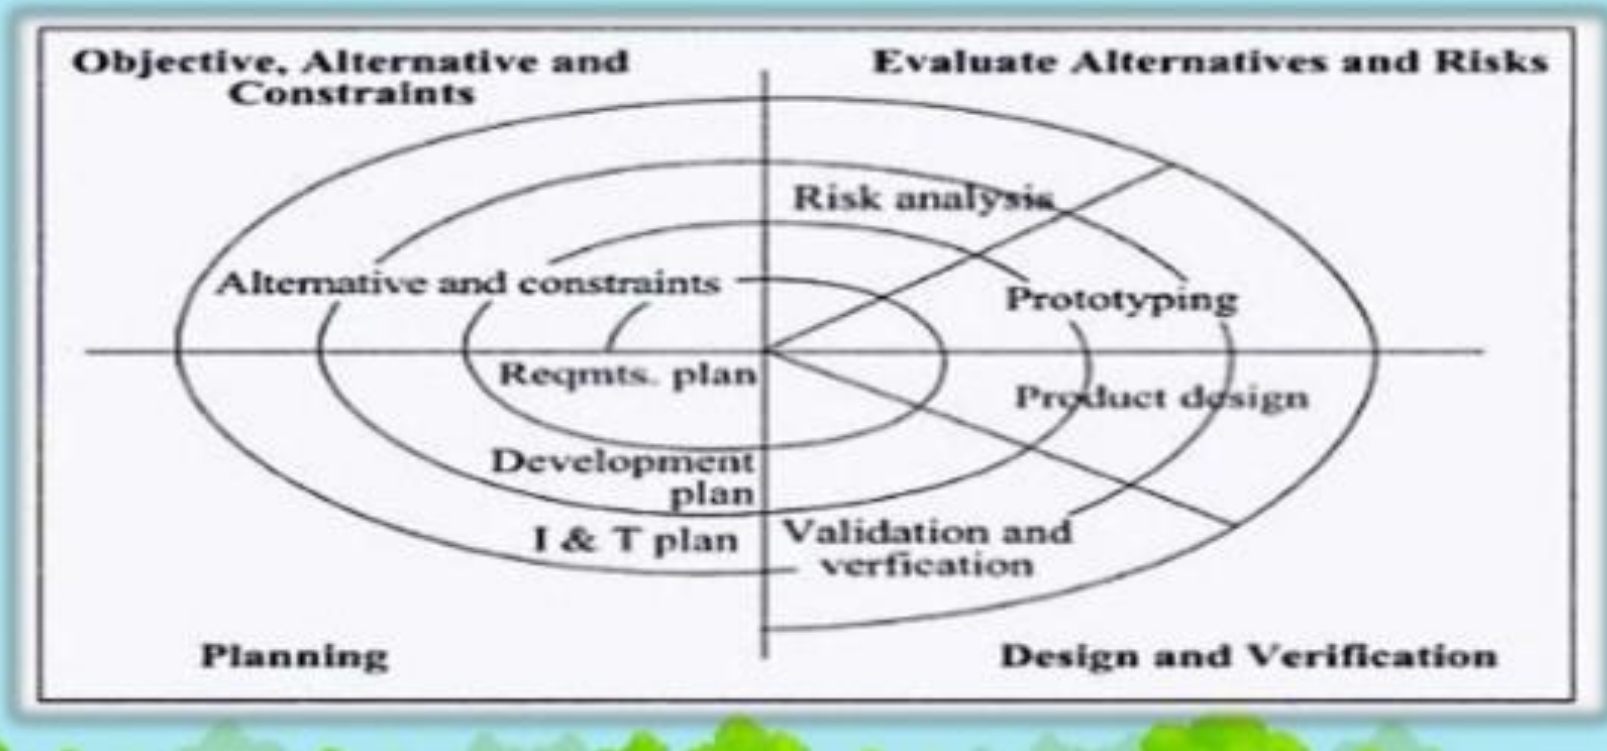 Objective, Alternative and
Constraints
Evaluate Alternatives and Risks
Risk analysis
Alternative and constraints
Prototyping
Reqmts. plan
Product design
Development
plan
I & T plan
Validation and
verfication
Planning
Design and Verification